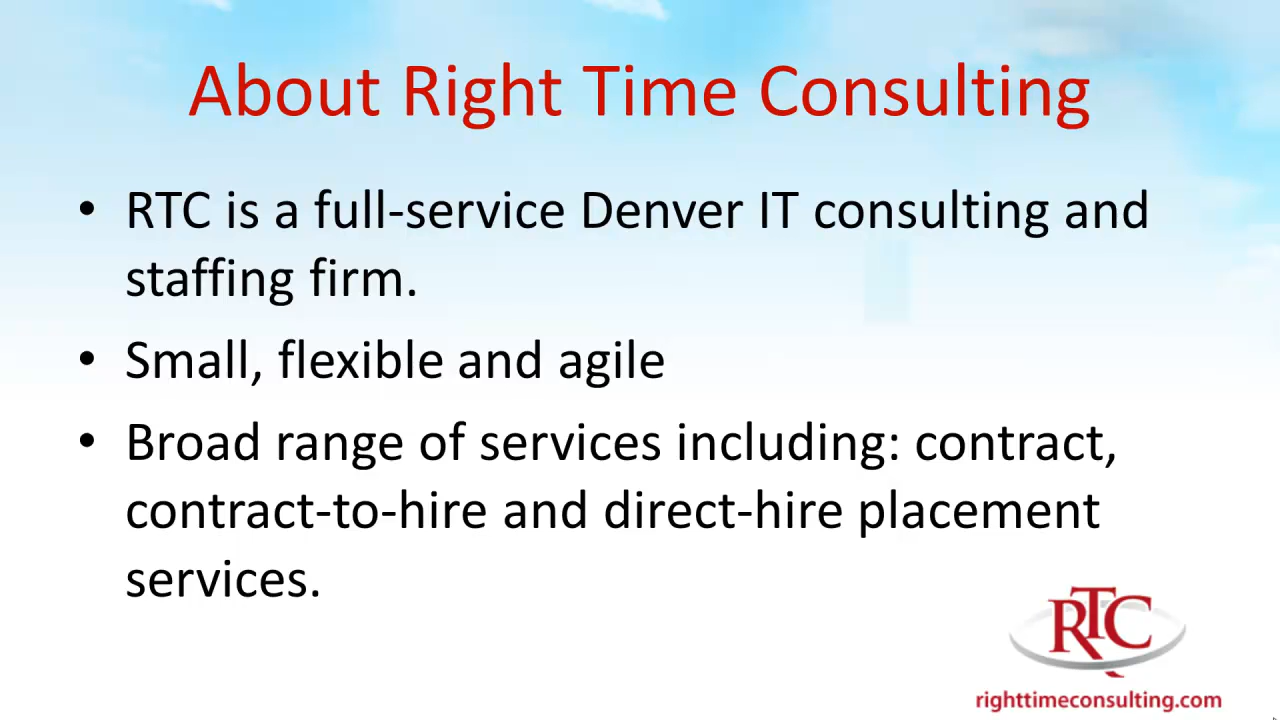 About Right Time Consulting
• RTC is a full-service Denver IT consulting and
staffing firm.
• Small, flexible and agile
• Broad range of services including: contract,
contract-to-hire and direct-hire placement
services.
RTC
righttimeconsulting.com